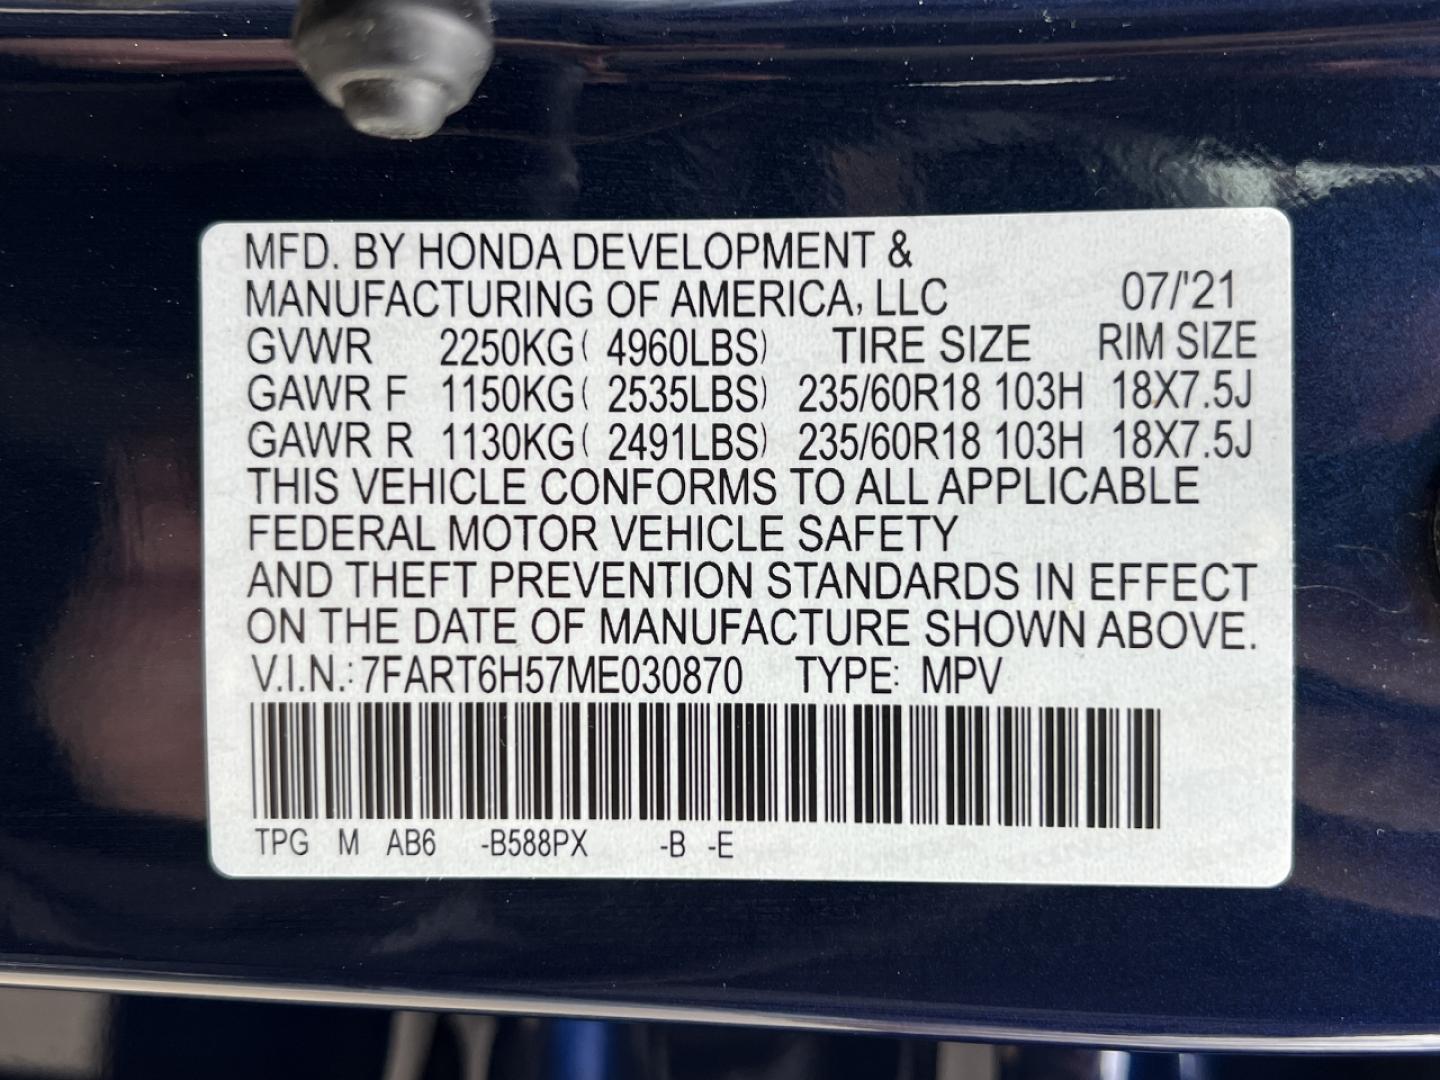 MFD. BY HONDA DEVELOPMENT &
MANUFACTURING OF AMERICA, LLC 07/'21
GVWR 2250KG( 4960LBS) TIRE SIZE RIM SIZE
GAWR F 1150KG( 2535LBS) 235/60R18 103H 18X7.5J
GAWR R 1130KG( 2491LBS) 235/60R18 103H 18X7.5J
THIS VEHICLE CONFORMS TO ALL APPLICABLE
FEDERAL MOTOR VEHICLE SAFETY
AND THEFT PREVENTION STANDARDS IN EFFECT
ON THE DATE OF MANUFACTURE SHOWN ABOVE.
V.I.N.: 7FART6H57ME030870 TYPE: MPV
TPG M AB6 -B588PX -B -E